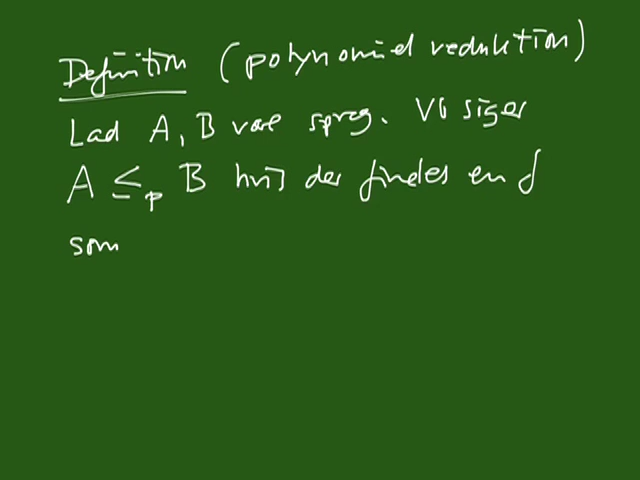 Definition (polynomiel reduktion)
Lad A, B være sprog. Vi siger
A ≤p B hvis der findes en f
som